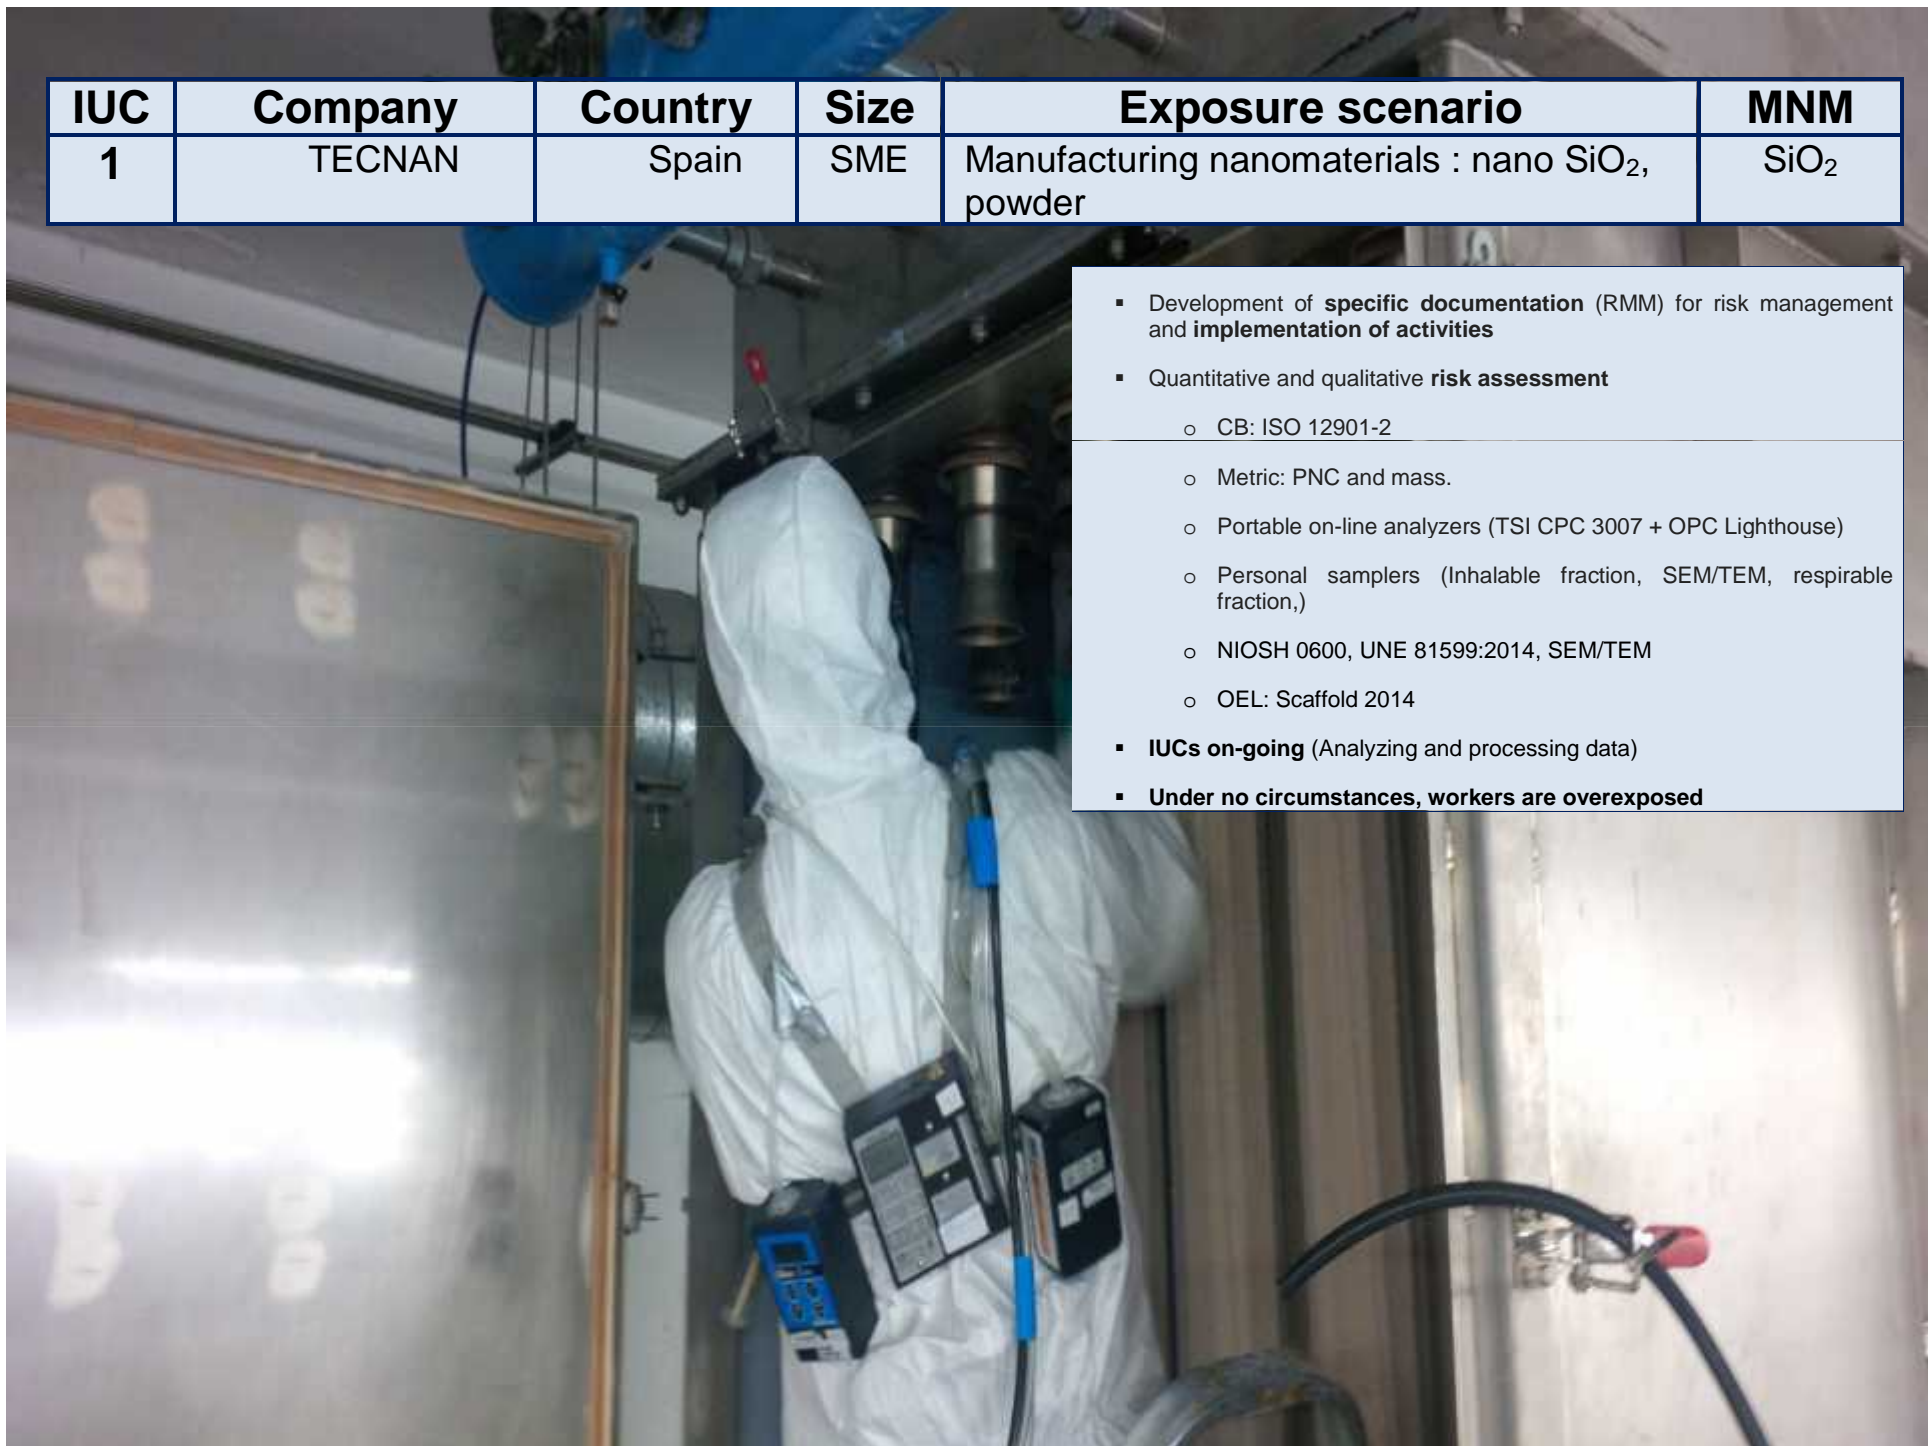 IUC Company Country Size Exposure scenario MNM
1 TECNAN Spain SME Manufacturing nanomaterials : nano SiO₂, SiO₂
powder
▪ Development of specific documentation (RMM) for risk management
and implementation of activities
▪ Quantitative and qualitative risk assessment
o CB: ISO 12901-2
o Metric: PNC and mass.
o Portable on-line analyzers (TSI CPC 3007 + OPC Lighthouse)
o Personal samplers (Inhalable fraction, SEM/TEM, respirable
fraction,)
o NIOSH 0600, UNE 81599:2014, SEM/TEM
o OEL: Scaffold 2014
▪ IUCs on-going (Analyzing and processing data)
▪ Under no circumstances, workers are overexposed